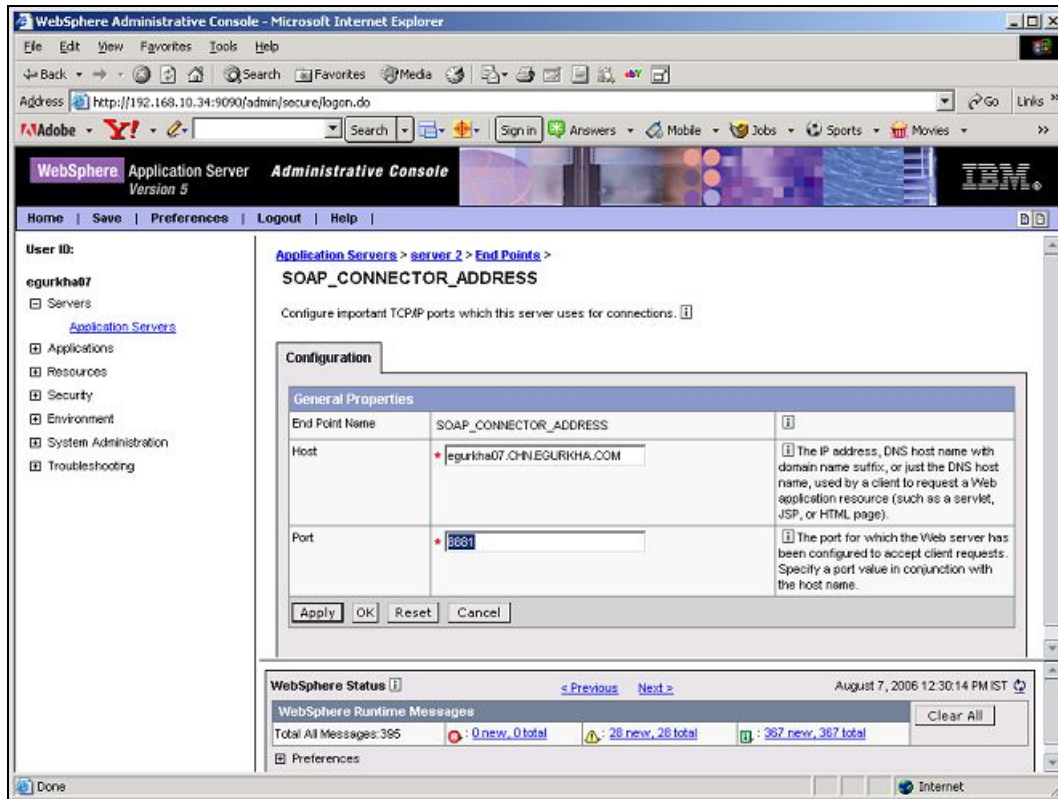 WebSphere Administrative Console - Microsoft Internet Explorer
File Edit View Favorites Tools Help
Back Search Favorites Media
Address http://192.168.10.34:9090/admin/secure/logon.do Go Links »
Adobe Y! Search Sign in Answers Mobile Jobs Sports Movies »
WebSphere Application Server Administrative Console
Version 5
IBM.
Home | Save | Preferences | Logout | Help |
User ID:
egurkha07
Servers
Application Servers
Applications
Resources
Security
Environment
System Administration
Troubleshooting
Application Servers > server 2 > End Points >
SOAP_CONNECTOR_ADDRESS
Configure important TCP/IP ports which this server uses for connections. i
Configuration
General Properties
End Point Name SOAP_CONNECTOR_ADDRESS i
Host * egurkha07.CHN.EGURKHA.COM
i The IP address, DNS host name with
domain name suffix, or just the DNS host
name, used by a client to request a Web
application resource (such as a servlet,
JSP, or HTML page).
Port * 8881
i The port for which the Web server has
been configured to accept client requests.
Specify a port value in conjunction with
the host name.
Apply OK Reset Cancel
WebSphere Status i < Previous Next > August 7, 2006 12:30:14 PM IST
WebSphere Runtime Messages Clear All
Total All Messages:395 : 0 new, 0 total : 28 new, 28 total i : 367 new, 367 total
Preferences
Done Internet